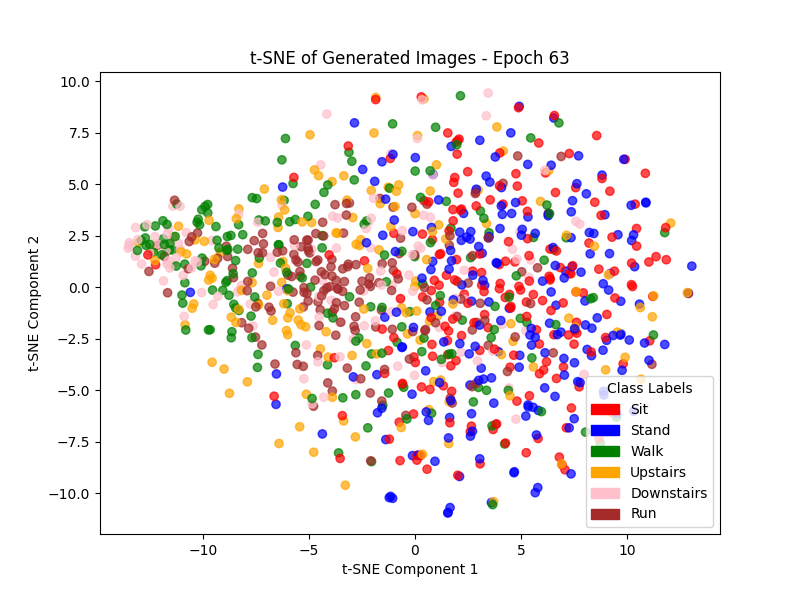 t-SNE of Generated Images - Epoch 63
10.0
7.5
5.0
2.5
0.0
−2.5
−5.0
−7.5
−10.0
t-SNE Component 2
−10
−5
0
5
10
t-SNE Component 1
Class Labels
Sit
Stand
Walk
Upstairs
Downstairs
Run